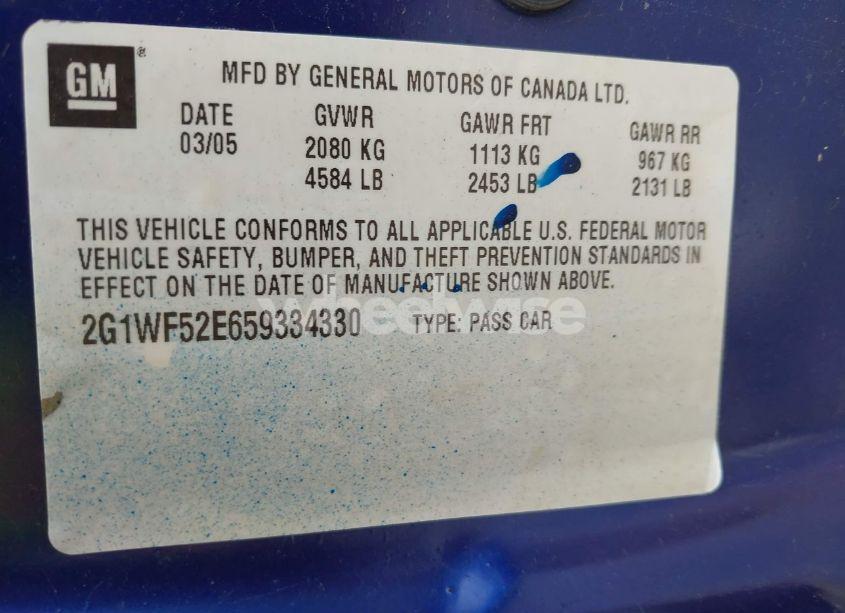 GM ®
MFD BY GENERAL MOTORS OF CANADA LTD.
DATE GVWR GAWR FRT GAWR RR
03/05 2080 KG 1113 KG 967 KG
4584 LB 2453 LB 2131 LB
THIS VEHICLE CONFORMS TO ALL APPLICABLE U.S. FEDERAL MOTOR
VEHICLE SAFETY, BUMPER, AND THEFT PREVENTION STANDARDS IN
EFFECT ON THE DATE OF MANUFACTURE SHOWN ABOVE.
wheelwise
2G1WF52E659334330 TYPE: PASS CAR